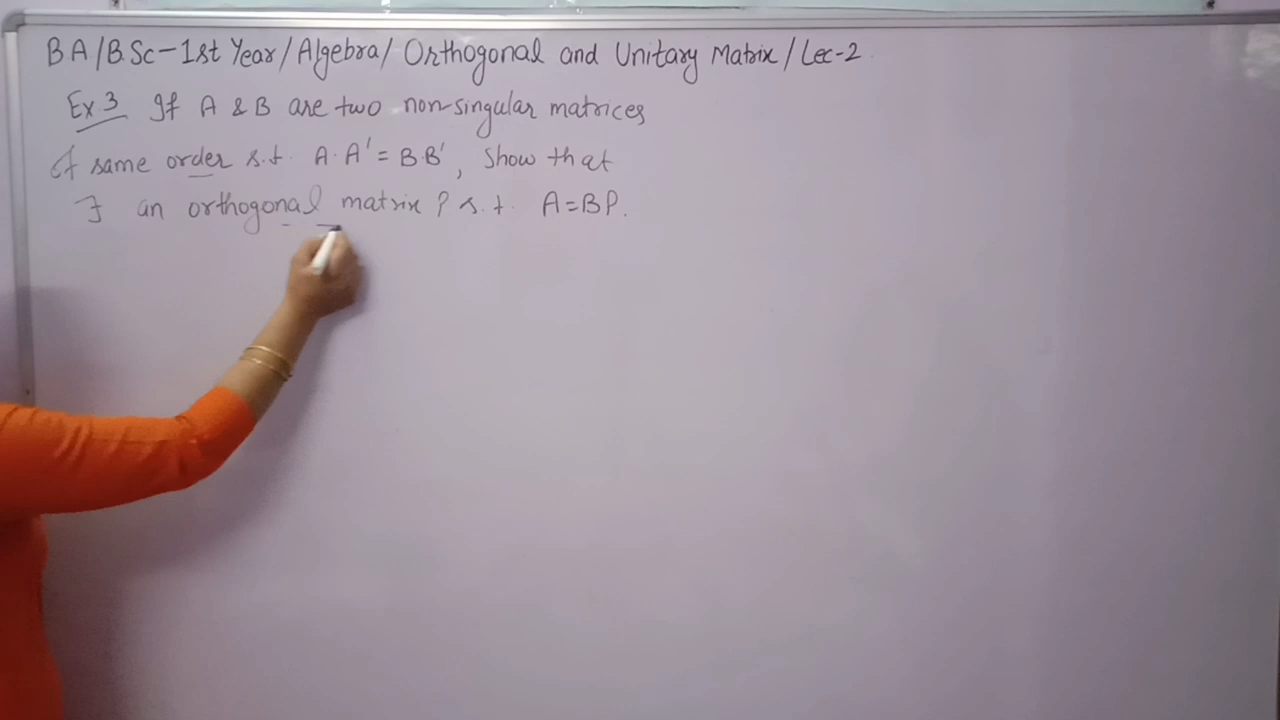 BA/B.Sc-1st Year/Algebra/ Orthogonal and Unitary Matrix/Lec-2
Ex 3 If A & B are two non-singular matrices
of same order s.t. A·A' = B·B', Show that
∃ an orthogonal matrix P s.t. A=BP.